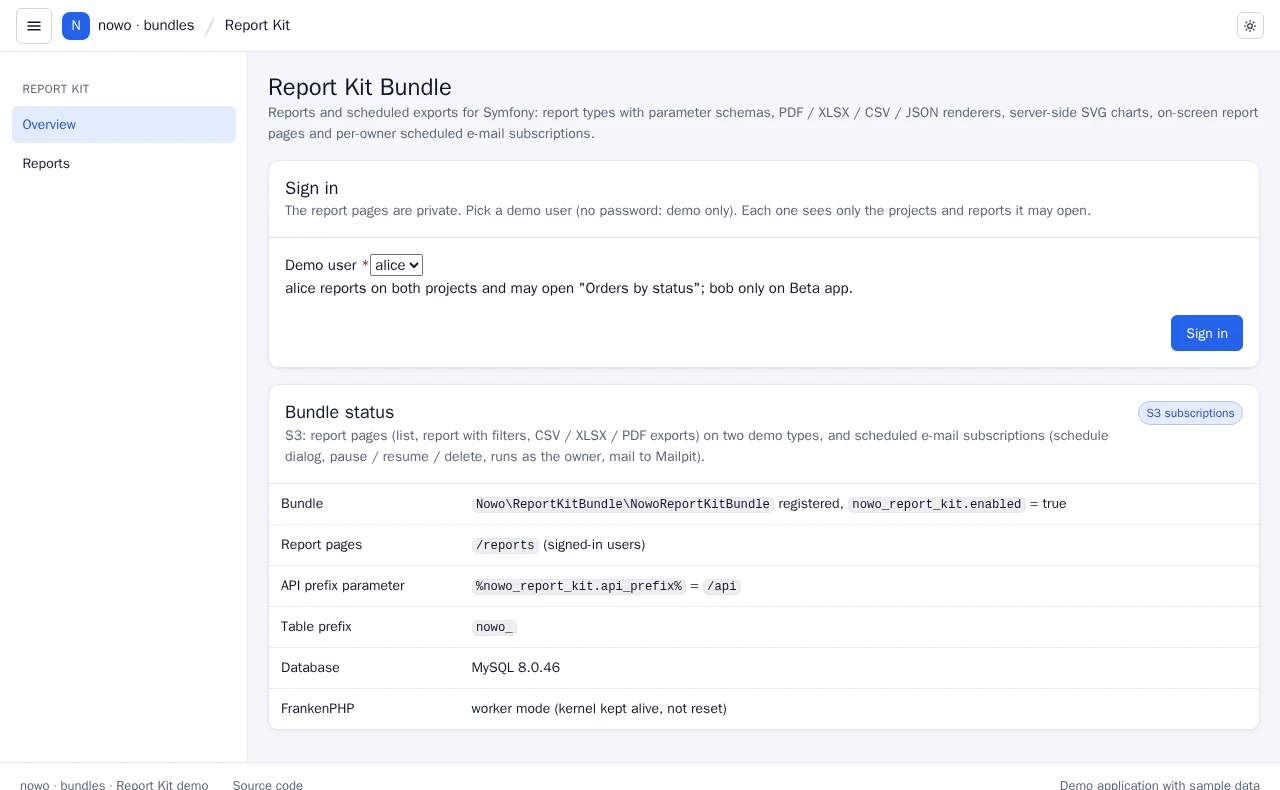 N nowo · bundles / Report Kit
REPORT KIT
Overview
Reports
Report Kit Bundle
Reports and scheduled exports for Symfony: report types with parameter schemas, PDF / XLSX / CSV / JSON renderers, server-side SVG charts, on-screen report
pages and per-owner scheduled e-mail subscriptions.
Sign in
The report pages are private. Pick a demo user (no password: demo only). Each one sees only the projects and reports it may open.
Demo user * alice
alice reports on both projects and may open "Orders by status"; bob only on Beta app.
Sign in
Bundle status
S3 subscriptions
S3: report pages (list, report with filters, CSV / XLSX / PDF exports) on two demo types, and scheduled e-mail subscriptions (schedule
dialog, pause / resume / delete, runs as the owner, mail to Mailpit).
Bundle Nowo\ReportKitBundle\NowoReportKitBundle registered, nowo_report_kit.enabled = true
Report pages /reports (signed-in users)
API prefix parameter %nowo_report_kit.api_prefix% = /api
Table prefix nowo_
Database MySQL 8.0.46
FrankenPHP worker mode (kernel kept alive, not reset)
nowo · bundles · Report Kit demo Source code Demo application with sample data